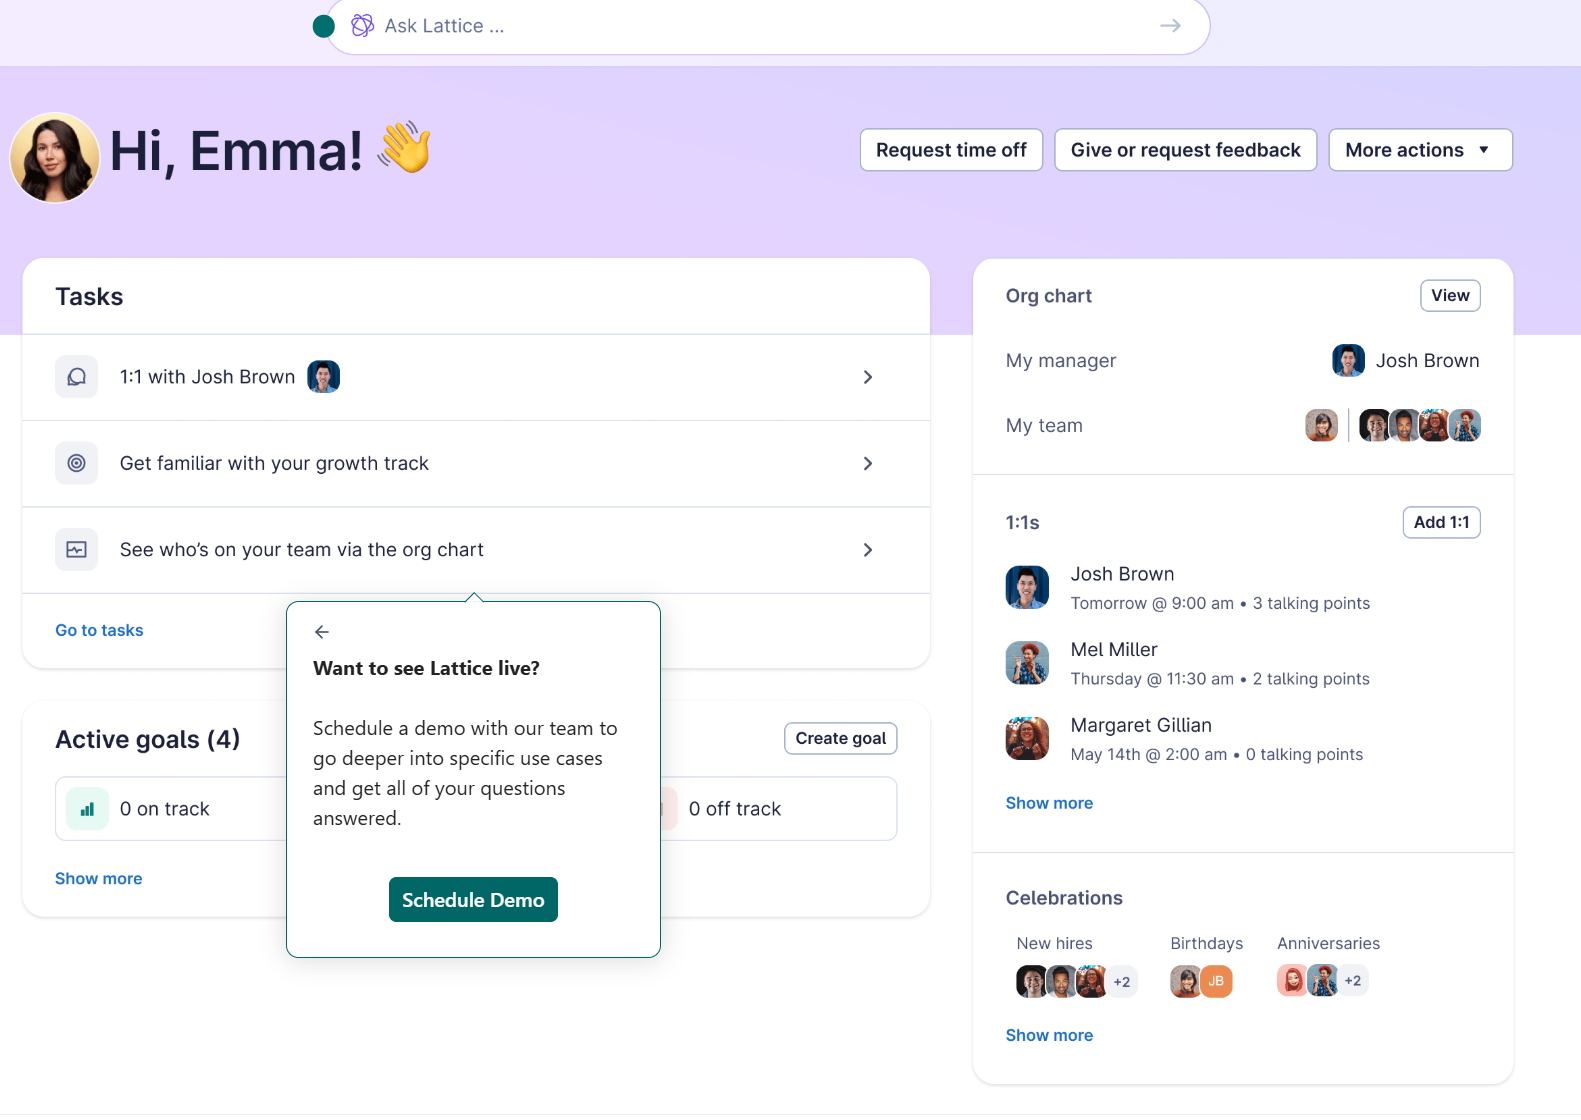 Ask Lattice ...
Hi, Emma!
Request time off
Give or request feedback
More actions
Tasks
1:1 with Josh Brown
Get familiar with your growth track
See who’s on your team via the org chart
Go to tasks
Want to see Lattice live?
Schedule a demo with our team to
go deeper into specific use cases
and get all of your questions
answered.
Schedule Demo
Active goals (4)
Create goal
0 on track
0 off track
Show more
Org chart
View
My manager
Josh Brown
My team
1:1s
Add 1:1
Josh Brown
Tomorrow @ 9:00 am • 3 talking points
Mel Miller
Thursday @ 11:30 am • 2 talking points
Margaret Gillian
May 14th @ 2:00 am • 0 talking points
Show more
Celebrations
New hires
+2
Birthdays
JB
Anniversaries
+2
Show more